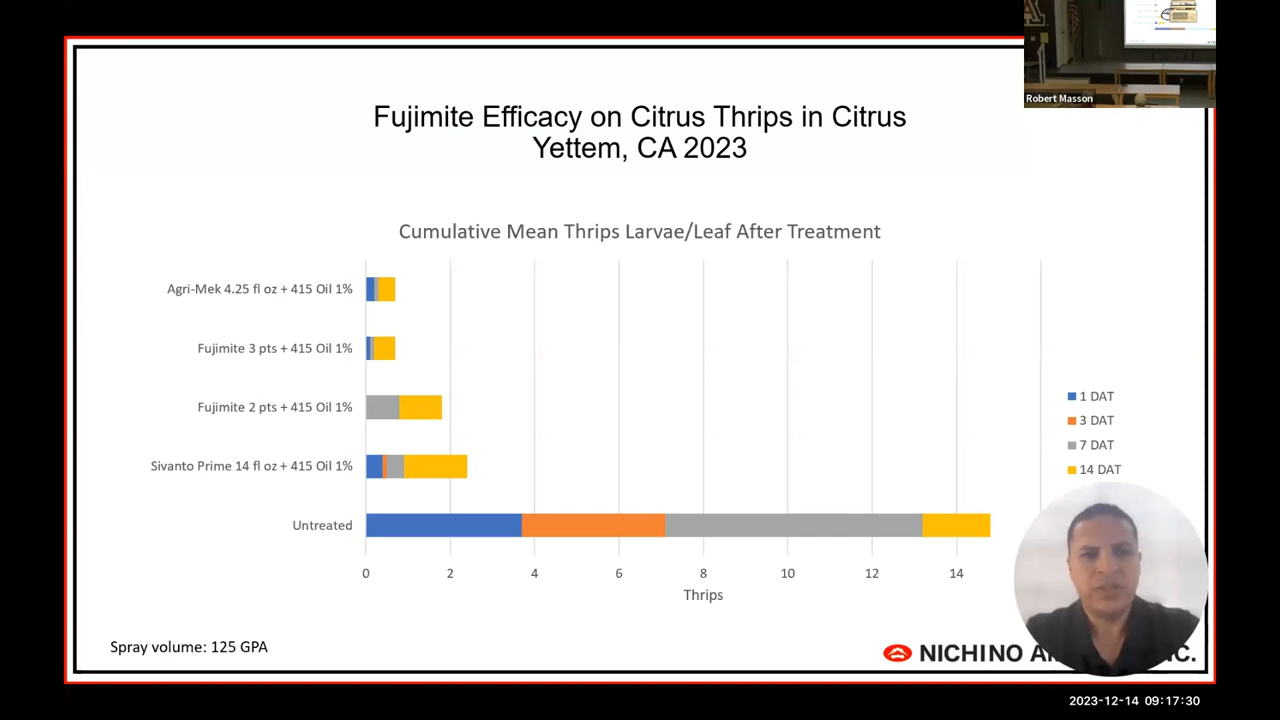 Robert Masson
Fujimite Efficacy on Citrus Thrips in Citrus
Yettem, CA 2023
Cumulative Mean Thrips Larvae/Leaf After Treatment
Agri-Mek 4.25 fl oz + 415 Oil 1%
Fujimite 3 pts + 415 Oil 1%
Fujimite 2 pts + 415 Oil 1%
Sivanto Prime 14 fl oz + 415 Oil 1%
Untreated
0 2 4 6 8 10 12 14
Thrips
1 DAT
3 DAT
7 DAT
14 DAT
Spray volume: 125 GPA
NICHINO
2023-12-14 09:17:30